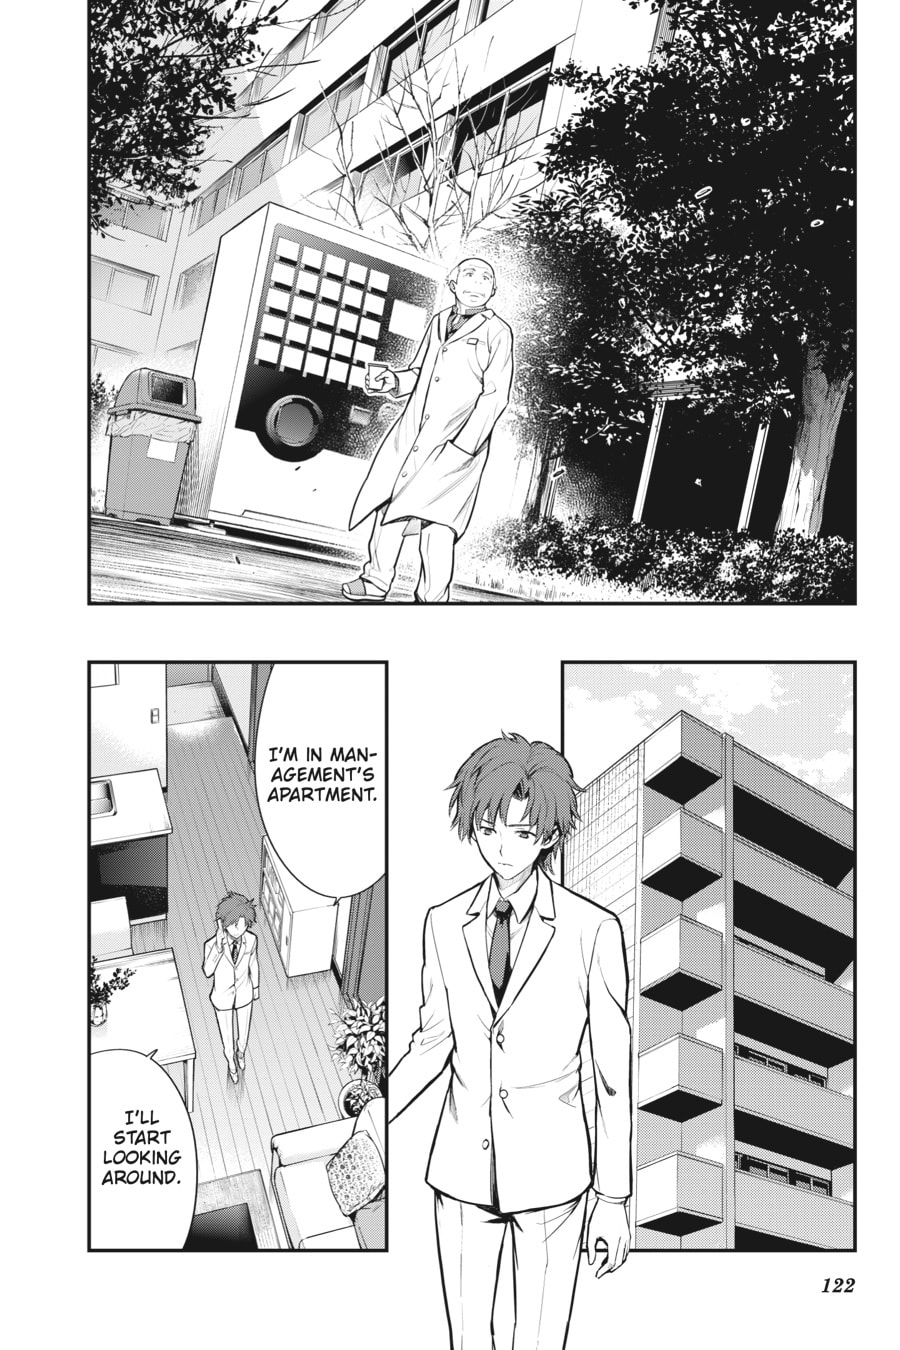 I'M IN MAN-
AGEMENT'S
APARTMENT.
I'LL
START
LOOKING
AROUND.
122